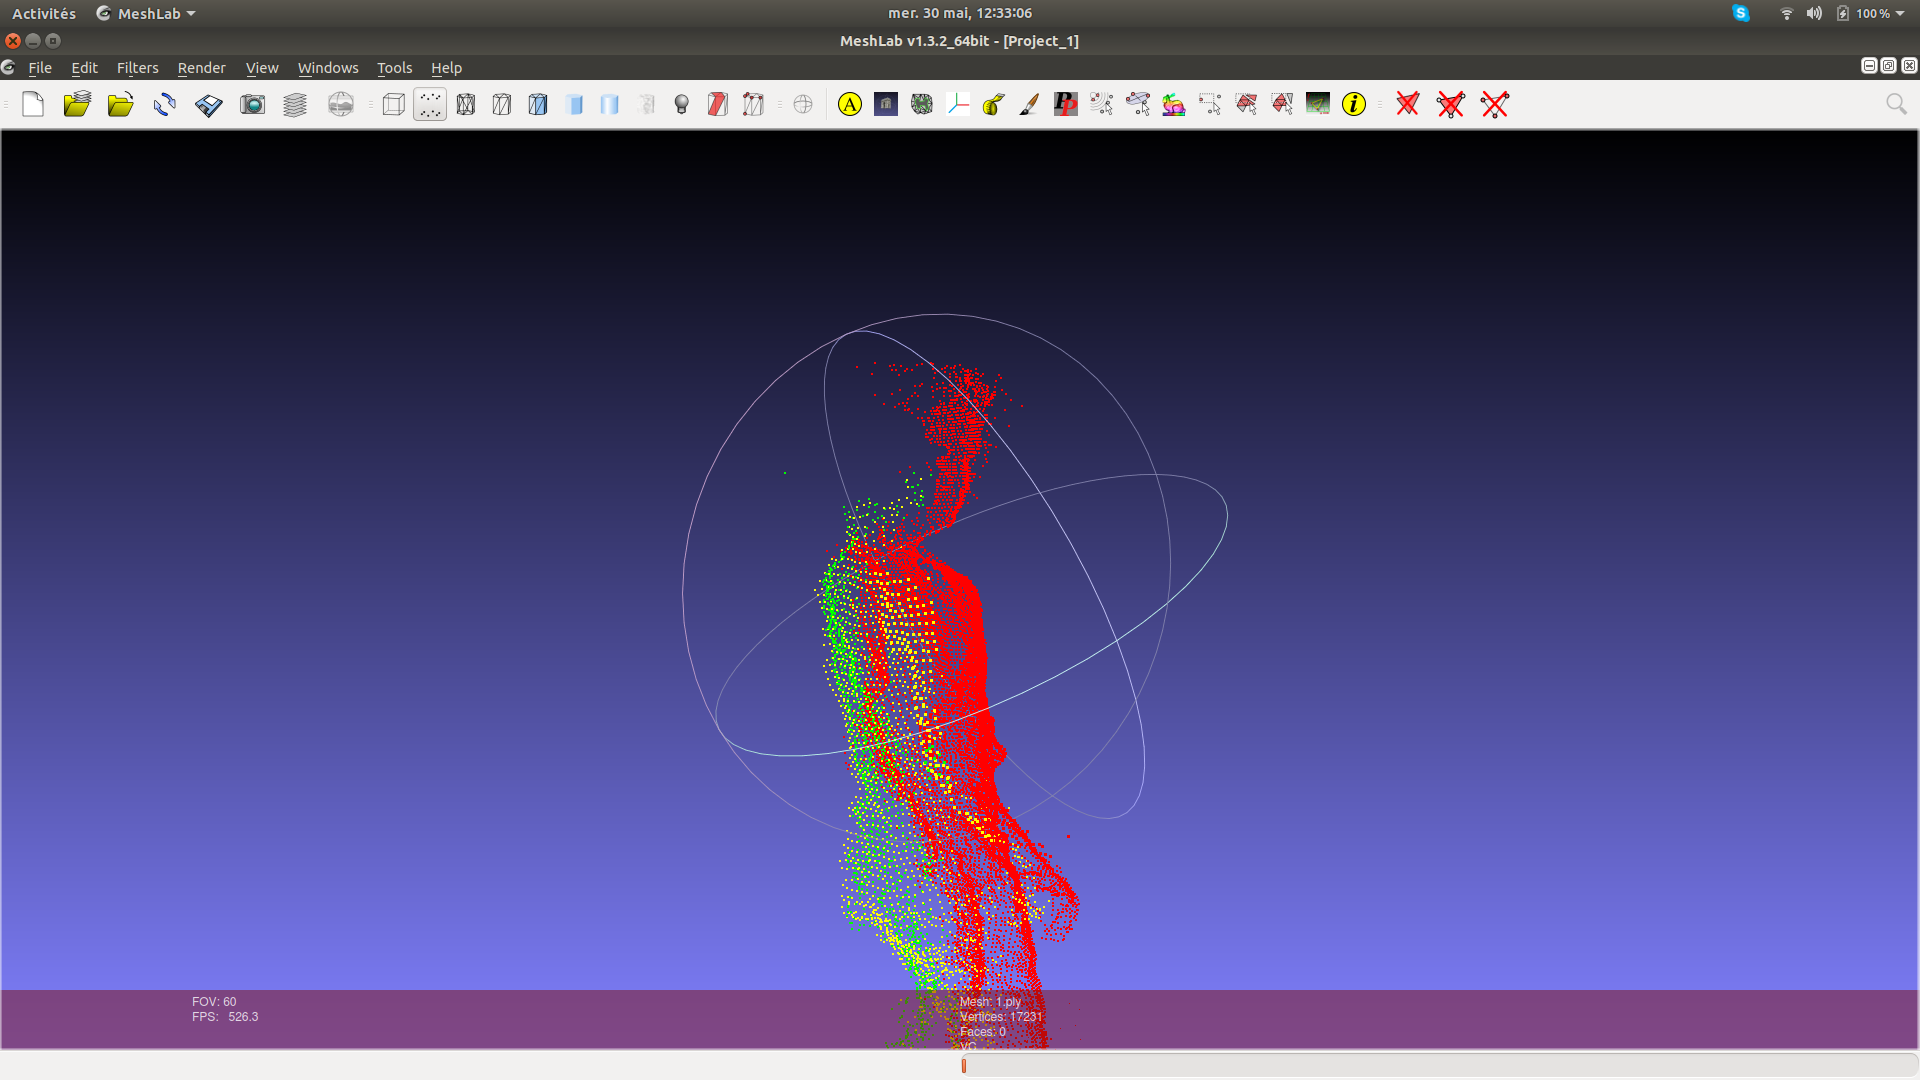 Activités MeshLab mer. 30 mai, 12:33:06 100 %
MeshLab v1.3.2_64bit - [Project_1]
File Edit Filters Render View Windows Tools Help
FOV: 60
FPS: 526.3
Mesh: 1.ply
Vertices: 17231
Faces: 0
VC